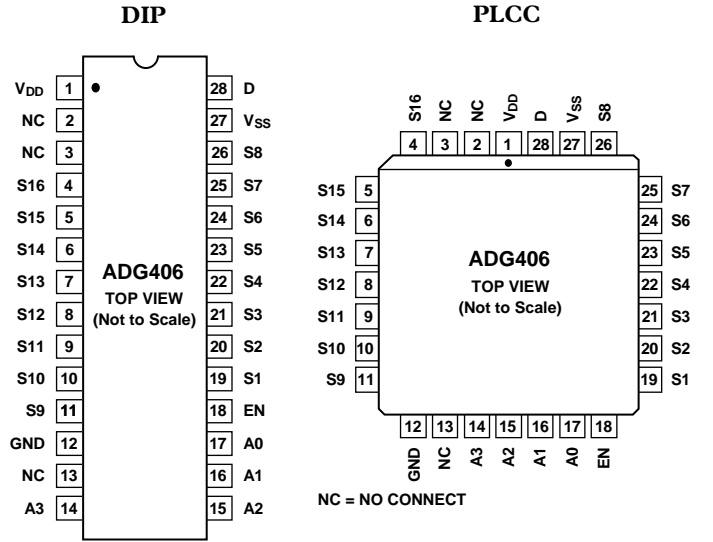 DIP
VDD 1 28 D
NC 2 27 VSS
NC 3 26 S8
S16 4 25 S7
S15 5 24 S6
S14 6 23 S5
S13 7 22 S4
S12 8 21 S3
S11 9 20 S2
S10 10 19 S1
S9 11 18 EN
GND 12 17 A0
NC 13 16 A1
A3 14 15 A2
ADG406
TOP VIEW
(Not to Scale)
PLCC
S16 NC NC VDD D VSS S8
4 3 2 1 28 27 26
S15 5 25 S7
S14 6 24 S6
S13 7 23 S5
S12 8 22 S4
S11 9 21 S3
S10 10 20 S2
S9 11 19 S1
ADG406
TOP VIEW
(Not to Scale)
12 13 14 15 16 17 18
GND NC A3 A2 A1 A0 EN
NC = NO CONNECT